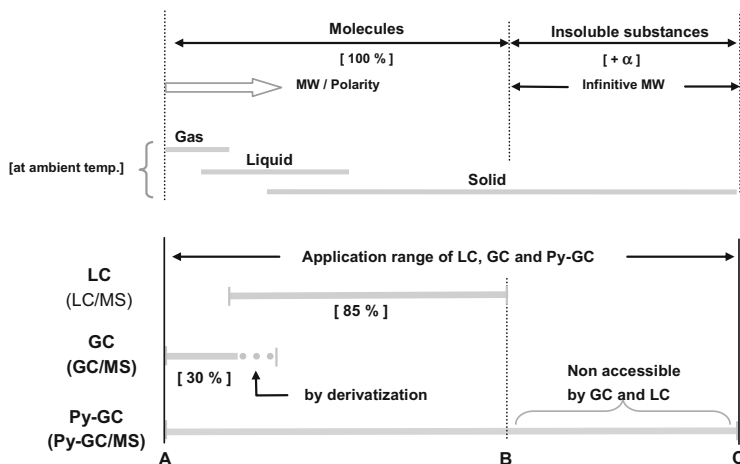 Molecules
Insoluble substances
[ 100 % ]
[ + α ]
MW / Polarity
Infinitive MW
Gas
[at ambient temp.]
Liquid
Solid
Application range of LC, GC and Py-GC
LC
(LC/MS)
[ 85 % ]
GC
(GC/MS)
[ 30 % ]
by derivatization
Non accessible
by GC and LC
Py-GC
(Py-GC/MS)
A
B
C